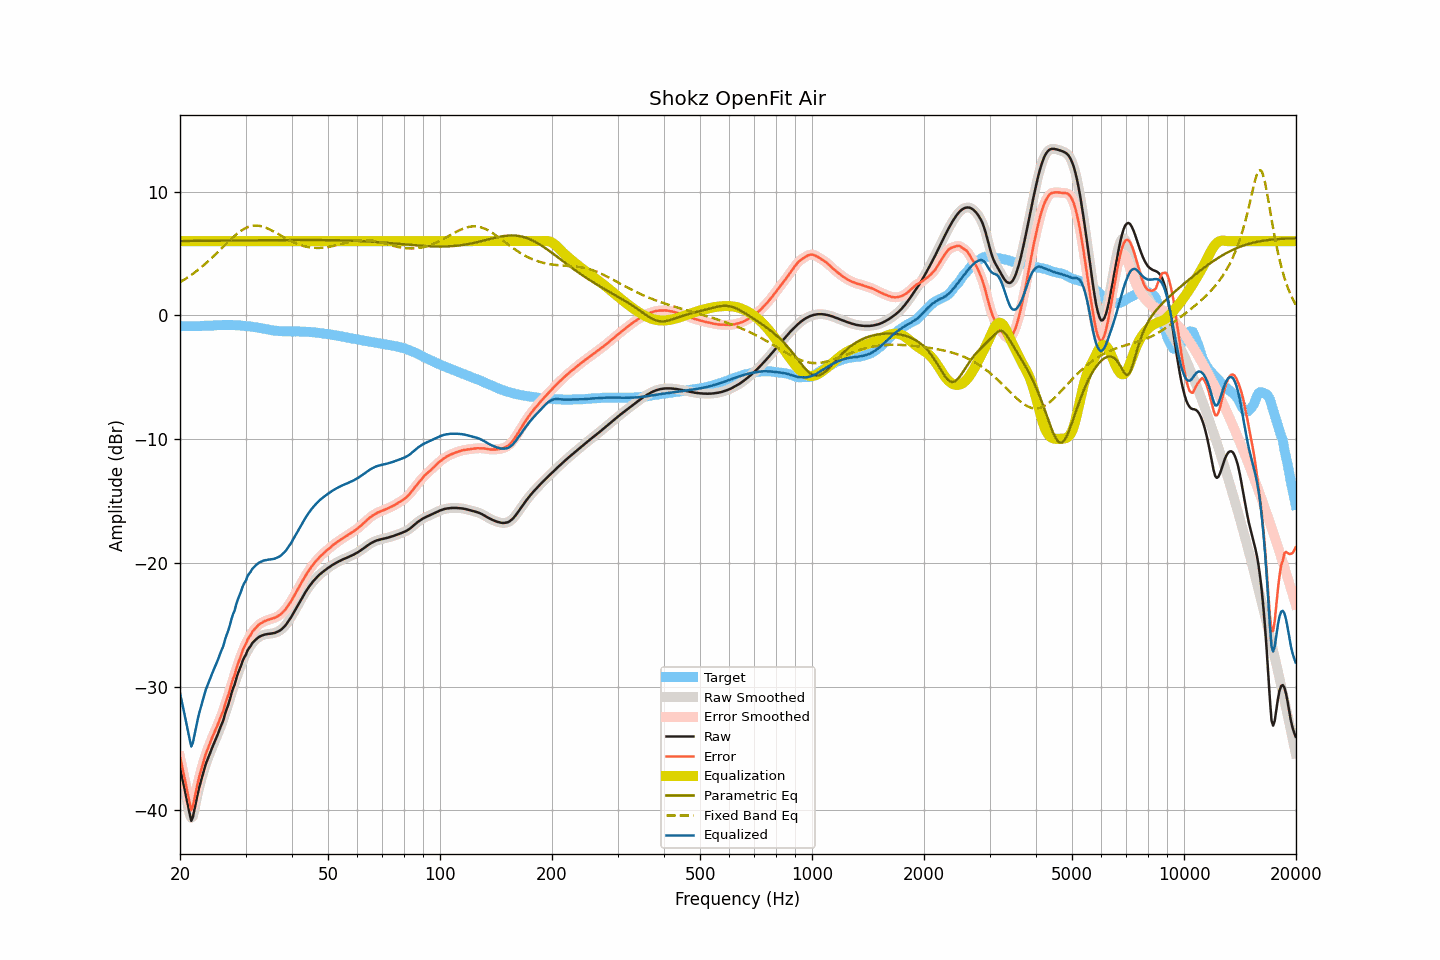 Shokz OpenFit Air
Amplitude (dBr)
10
0
−10
−20
−30
−40
Target
Raw Smoothed
Error Smoothed
Raw
Error
Equalization
Parametric Eq
Fixed Band Eq
Equalized
20 50 100 200 500 1000 2000 5000 10000 20000
Frequency (Hz)